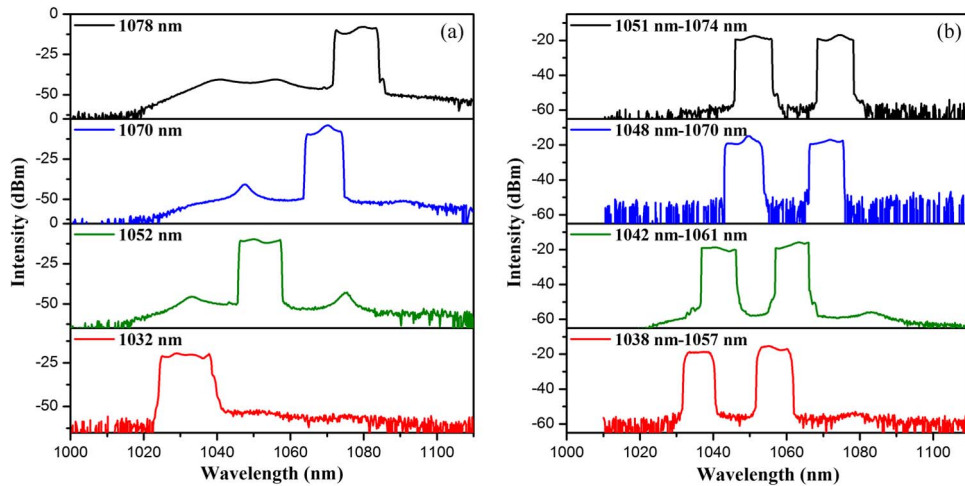 1078 nm
(a)
0
-25
-50
1070 nm
0
-25
-50
1052 nm
0
-25
-50
1032 nm
0
-25
-50
1000 1020 1040 1060 1080 1100
Wavelength (nm)
Intensity (dBm)
1051 nm-1074 nm
(b)
-20
-40
-60
1048 nm-1070 nm
-20
-40
-60
1042 nm-1061 nm
-20
-40
-60
1038 nm-1057 nm
-20
-40
-60
1000 1020 1040 1060 1080 1100
Wavelength (nm)
Intensity (dBm)